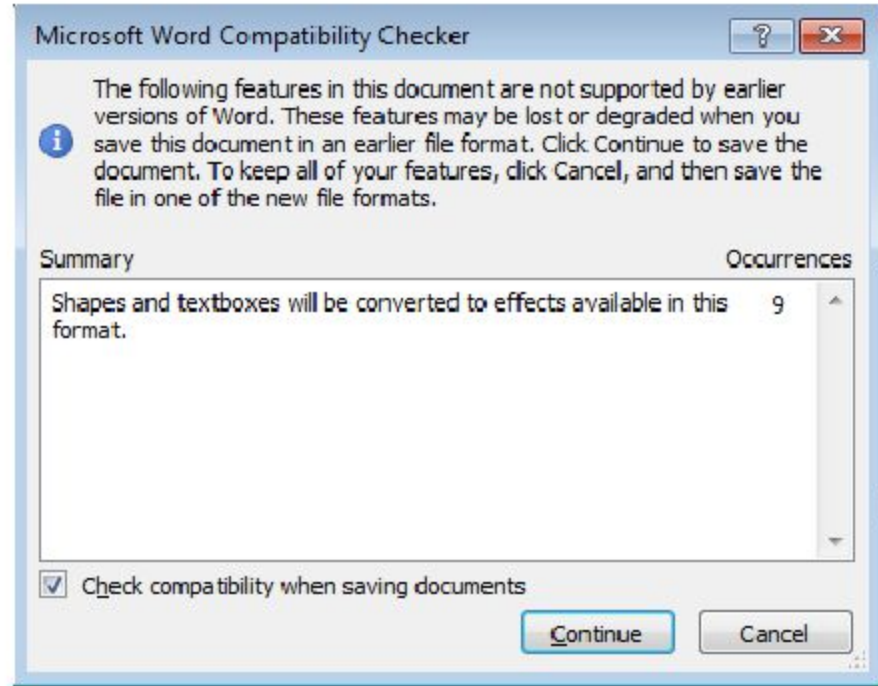 Microsoft Word Compatibility Checker
The following features in this document are not supported by earlier
versions of Word. These features may be lost or degraded when you
save this document in an earlier file format. Click Continue to save the
document. To keep all of your features, click Cancel, and then save the
file in one of the new file formats.
Summary Occurrences
Shapes and textboxes will be converted to effects available in this 9
format.
Check compatibility when saving documents
Continue Cancel